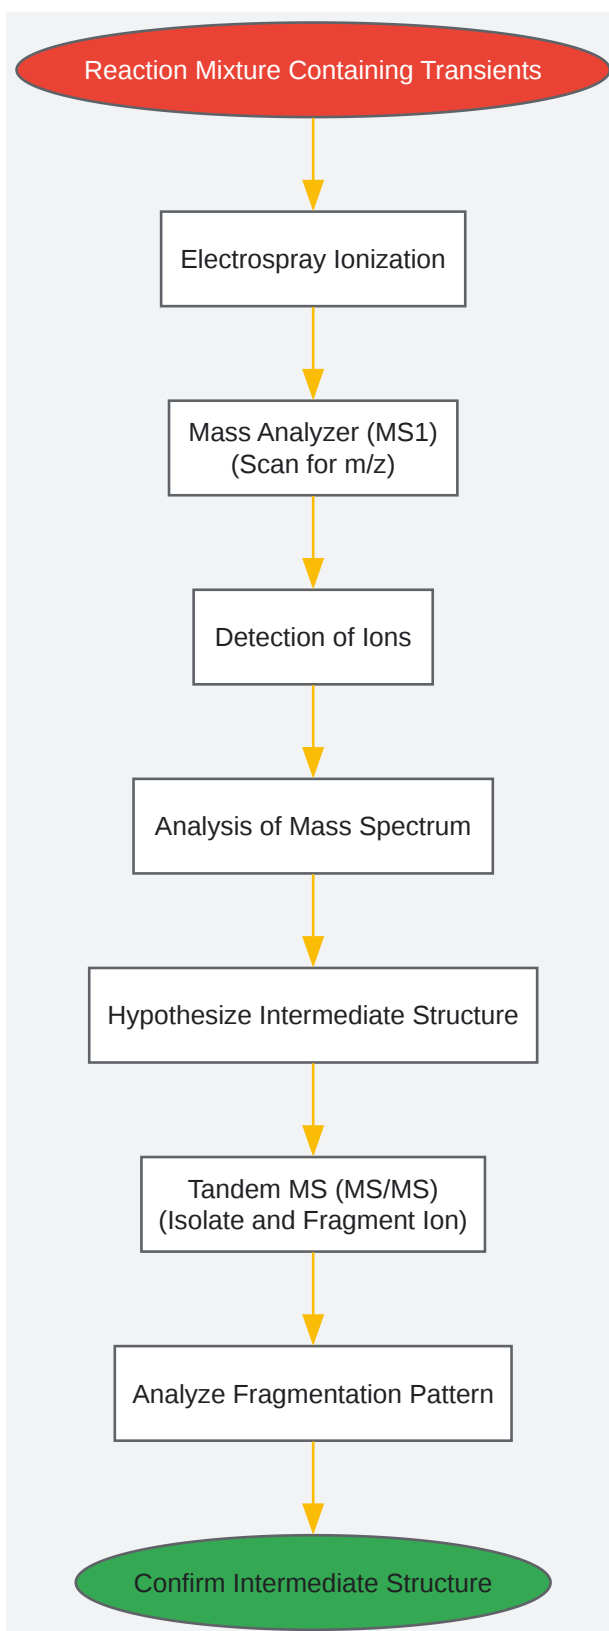 Reaction Mixture Containing Transients
Electrospray Ionization
Mass Analyzer (MS1)
(Scan for m/z)
Detection of Ions
Analysis of Mass Spectrum
Hypothesize Intermediate Structure
Tandem MS (MS/MS)
(Isolate and Fragment Ion)
Analyze Fragmentation Pattern
Confirm Intermediate Structure